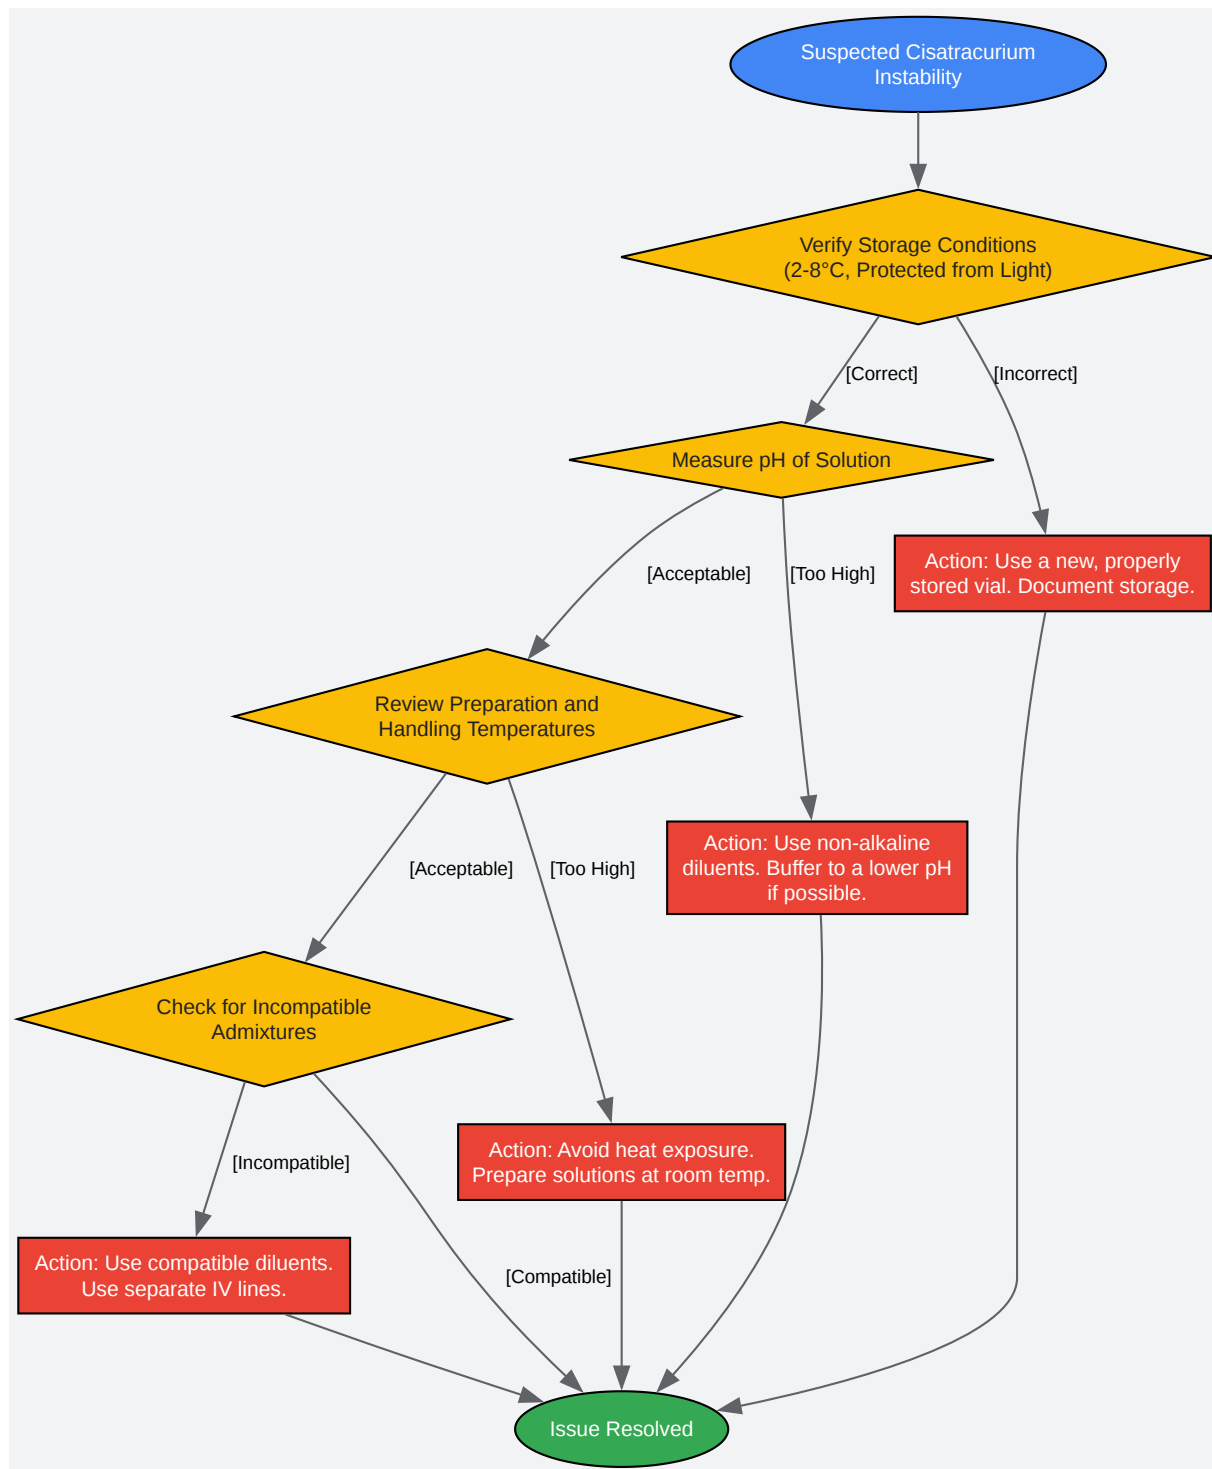 Suspected Cisatracurium
Instability
Verify Storage Conditions
(2-8°C, Protected from Light)
[Correct]
[Incorrect]
Measure pH of Solution
Action: Use a new, properly
stored vial. Document storage.
[Acceptable]
[Too High]
Review Preparation and
Handling Temperatures
Action: Use non-alkaline
diluents. Buffer to a lower pH
if possible.
[Acceptable]
[Too High]
Check for Incompatible
Admixtures
Action: Avoid heat exposure.
Prepare solutions at room temp.
[Incompatible]
Action: Use compatible diluents.
Use separate IV lines.
[Compatible]
Issue Resolved